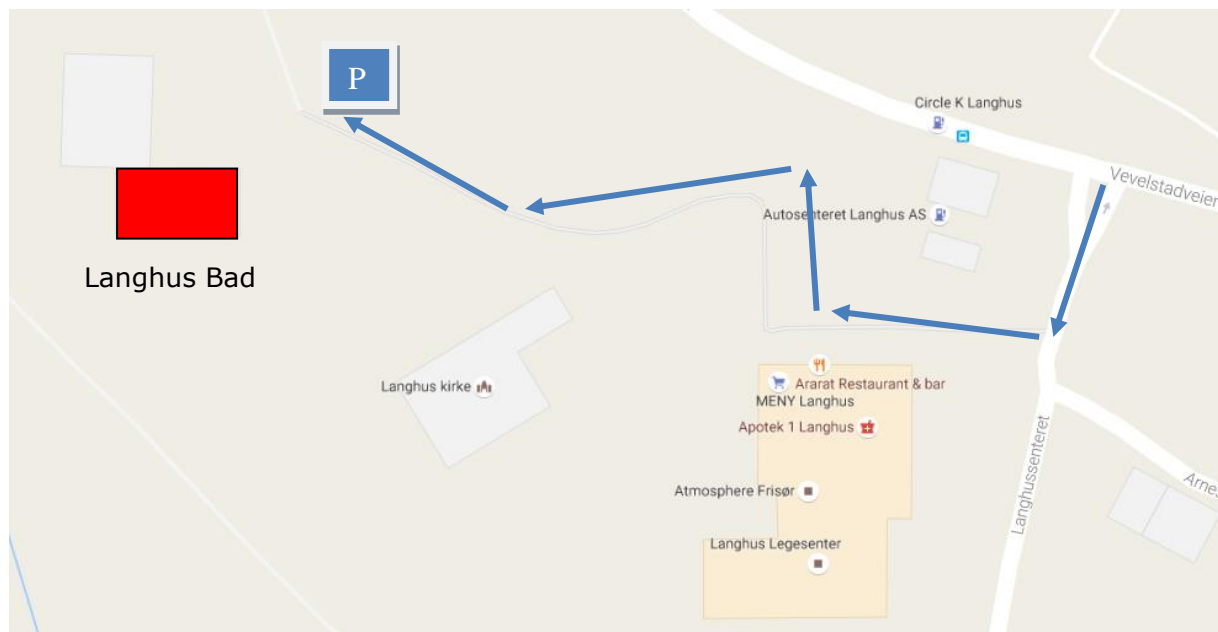 P
Circle K Langhus
Vevelstadveien
Autosenteret Langhus AS
Langhus Bad
Langhus kirke
Ararat Restaurant & bar
MENY Langhus
Apotek 1 Langhus
Langhussenteret
Atmosphere Frisør
Arnes
Langhus Legesenter